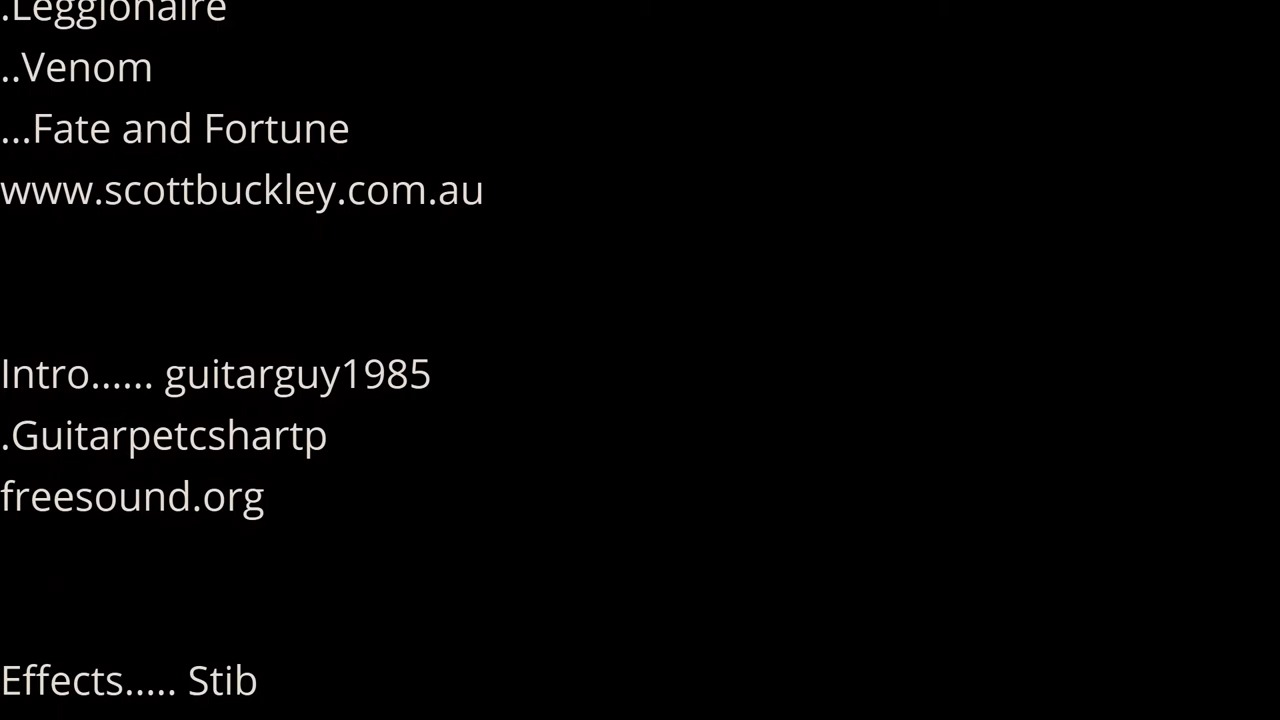 .Leggionaire
..Venom
...Fate and Fortune
www.scottbuckley.com.au
Intro...... guitarguy1985
.Guitarpetcshartp
freesound.org
Effects..... Stib